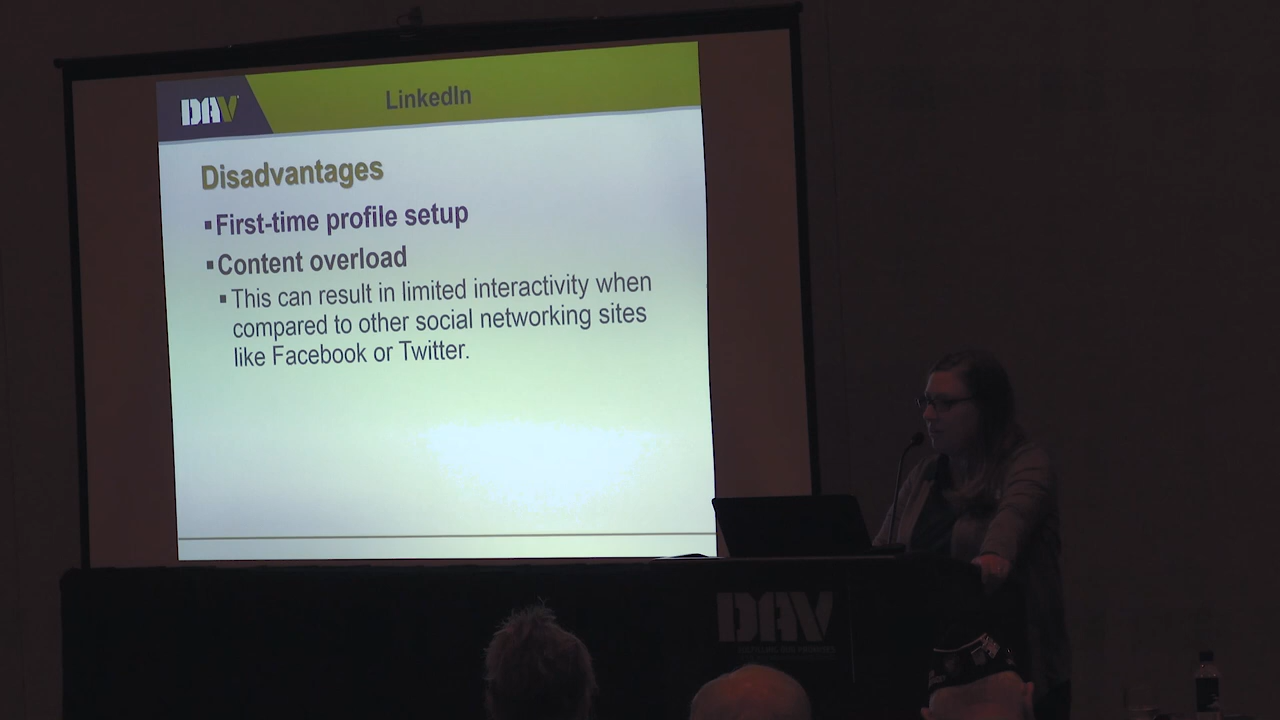 DAV
LinkedIn
Disadvantages
▪First-time profile setup
▪Content overload
▪This can result in limited interactivity when
compared to other social networking sites
like Facebook or Twitter.
DAV